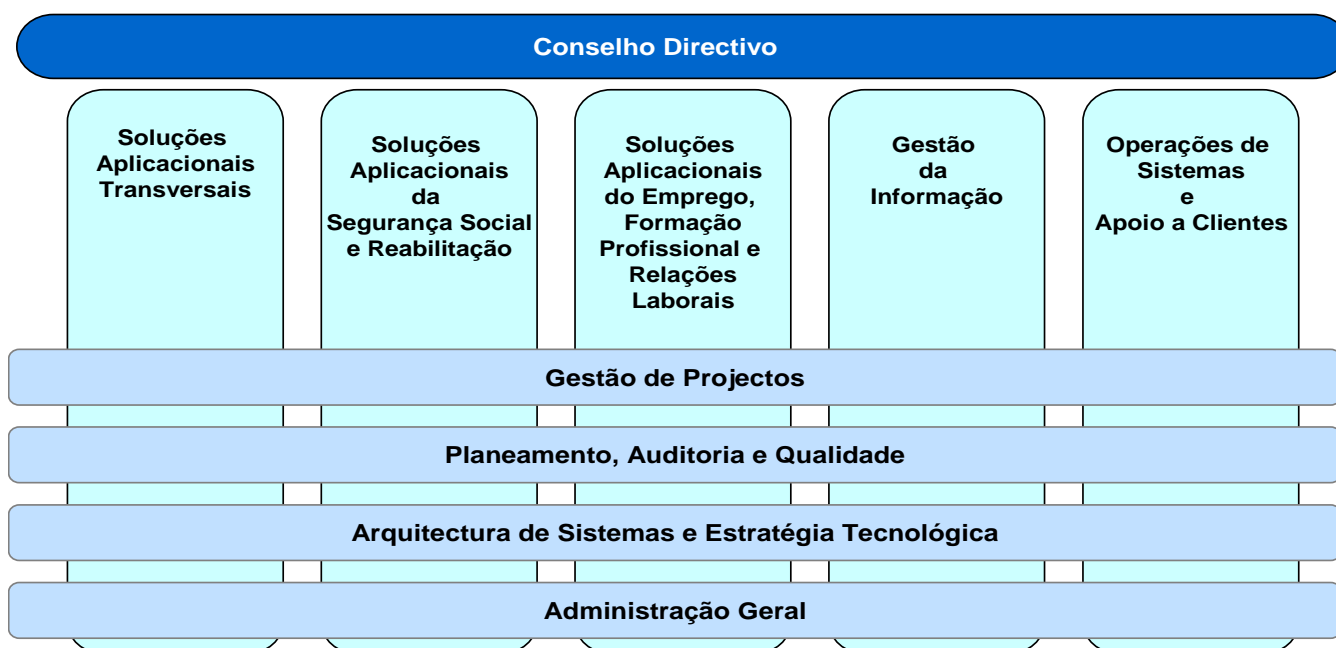 Conselho Directivo
Soluções
Aplicacionais
Transversais
Soluções
Aplicacionais
da
Segurança Social
e Reabilitação
Soluções
Aplicacionais
do Emprego,
Formação
Profissional e
Relações
Laborais
Gestão
da
Informação
Operações de
Sistemas
e
Apoio a Clientes
Gestão de Projectos
Planeamento, Auditoria e Qualidade
Arquitectura de Sistemas e Estratégia Tecnológica
Administração Geral